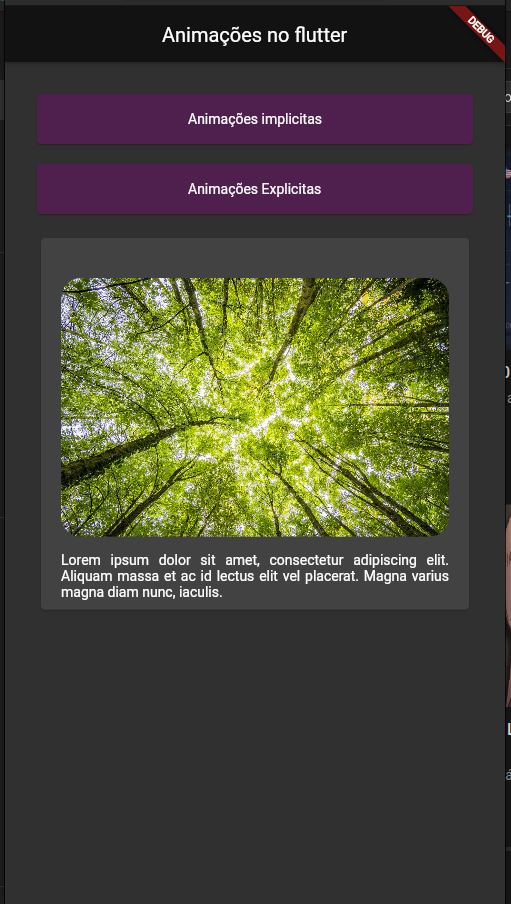 Animações no flutter
DEBUG
Animações implicitas
Animações Explicitas
Lorem ipsum dolor sit amet, consectetur adipiscing elit.
Aliquam massa et ac id lectus elit vel placerat. Magna varius
magna diam nunc, iaculis.